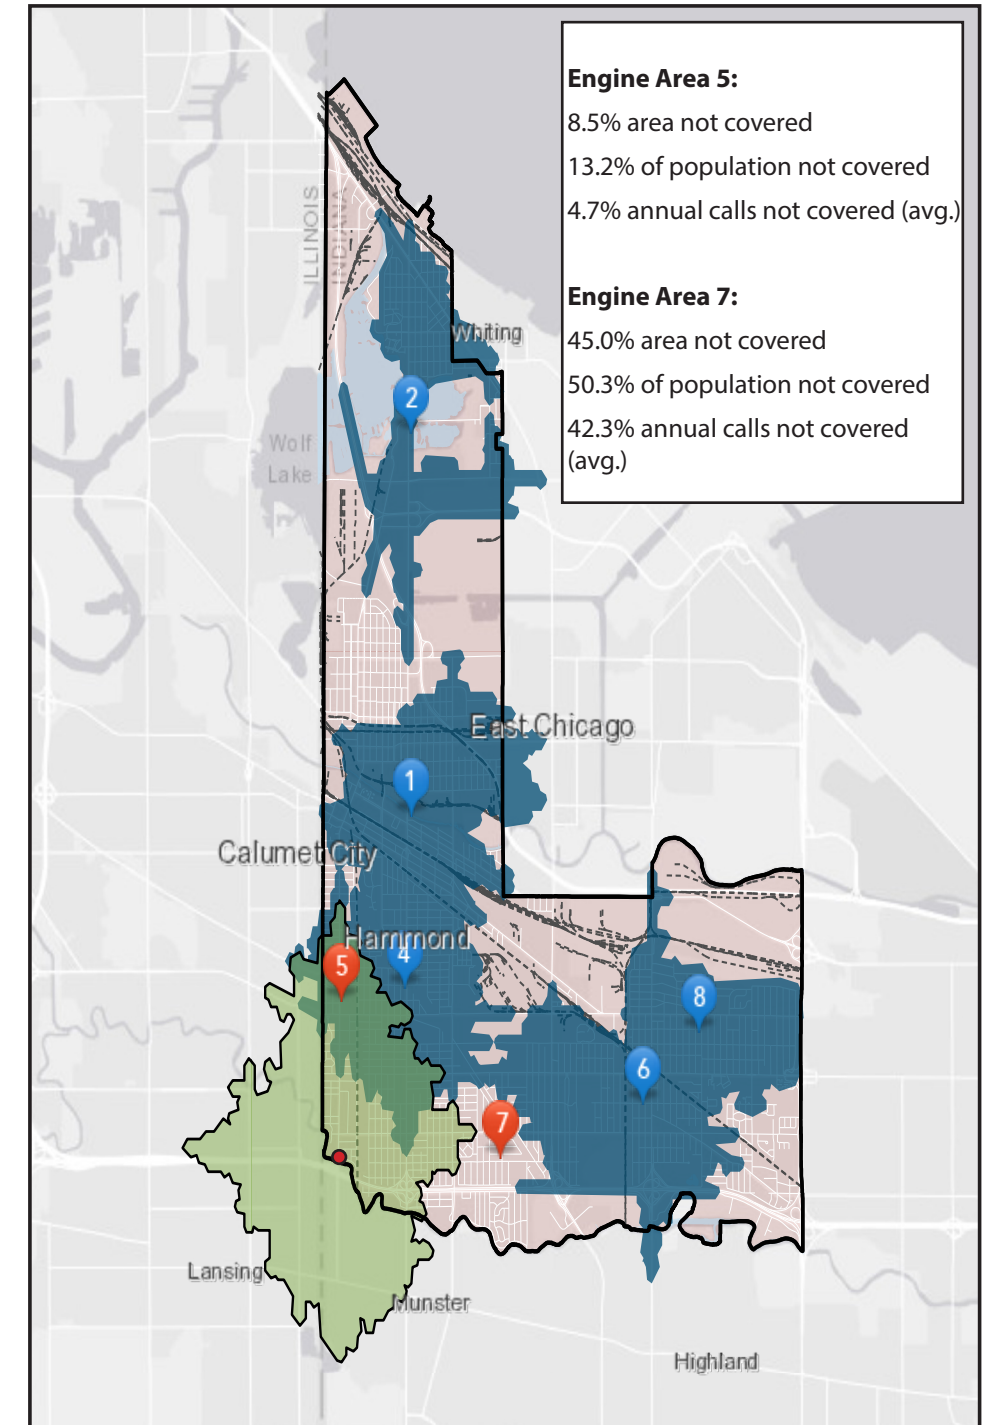 Engine Area 5:
8.5% area not covered
13.2% of population not covered
4.7% annual calls not covered (avg.)
Engine Area 7:
45.0% area not covered
50.3% of population not covered
42.3% annual calls not covered
(avg.)
ILLINOIS
INDIANA
Whiting
2
Wolf
Lake
East Chicago
1
Calumet City
Hammond
4
5
8
6
7
Lansing
Munster
Highland